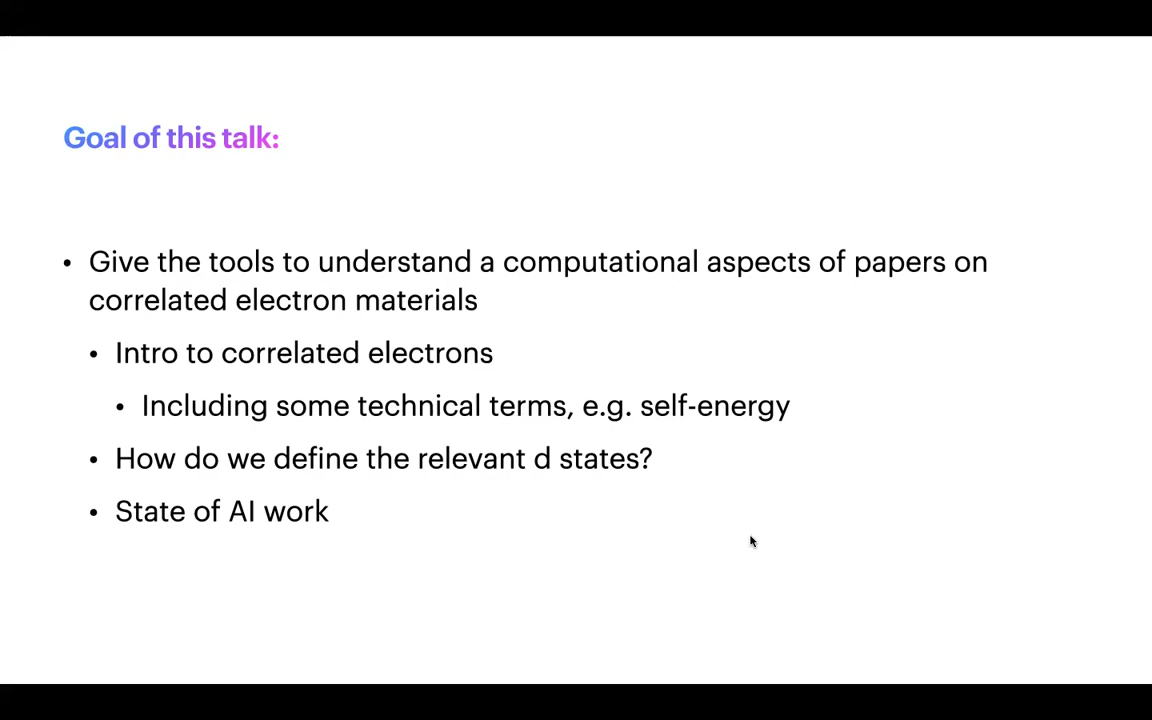 Goal of this talk:
• Give the tools to understand a computational aspects of papers on
correlated electron materials
• Intro to correlated electrons
• Including some technical terms, e.g. self-energy
• How do we define the relevant d states?
• State of AI work